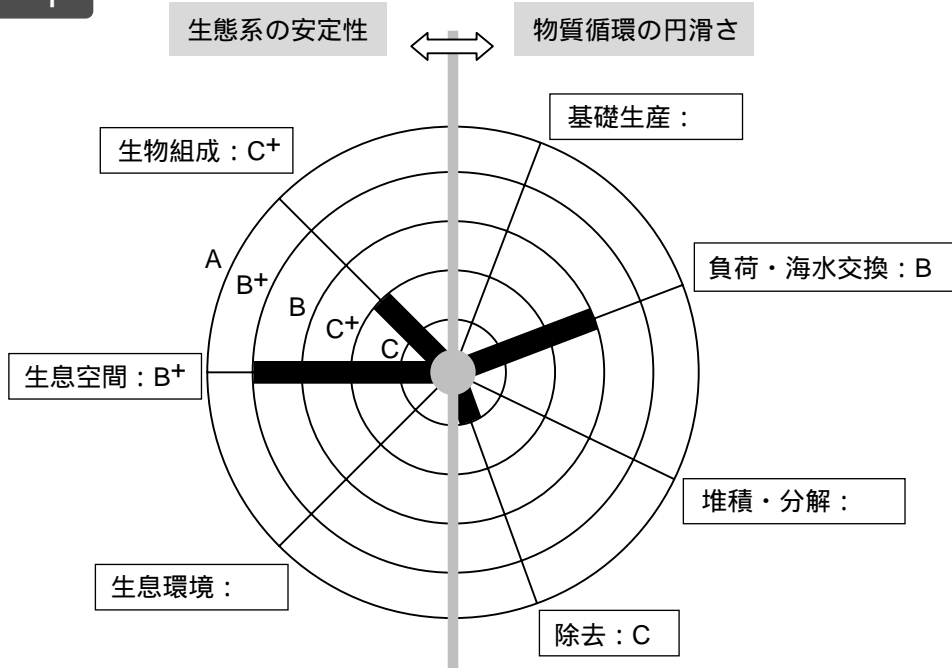 生態系の安定性
物質循環の円滑さ
基礎生産：
生物組成：C+
負荷・海水交換：B
A
B+
B
C+
C
生息空間：B+
堆積・分解：
生息環境：
除去：C